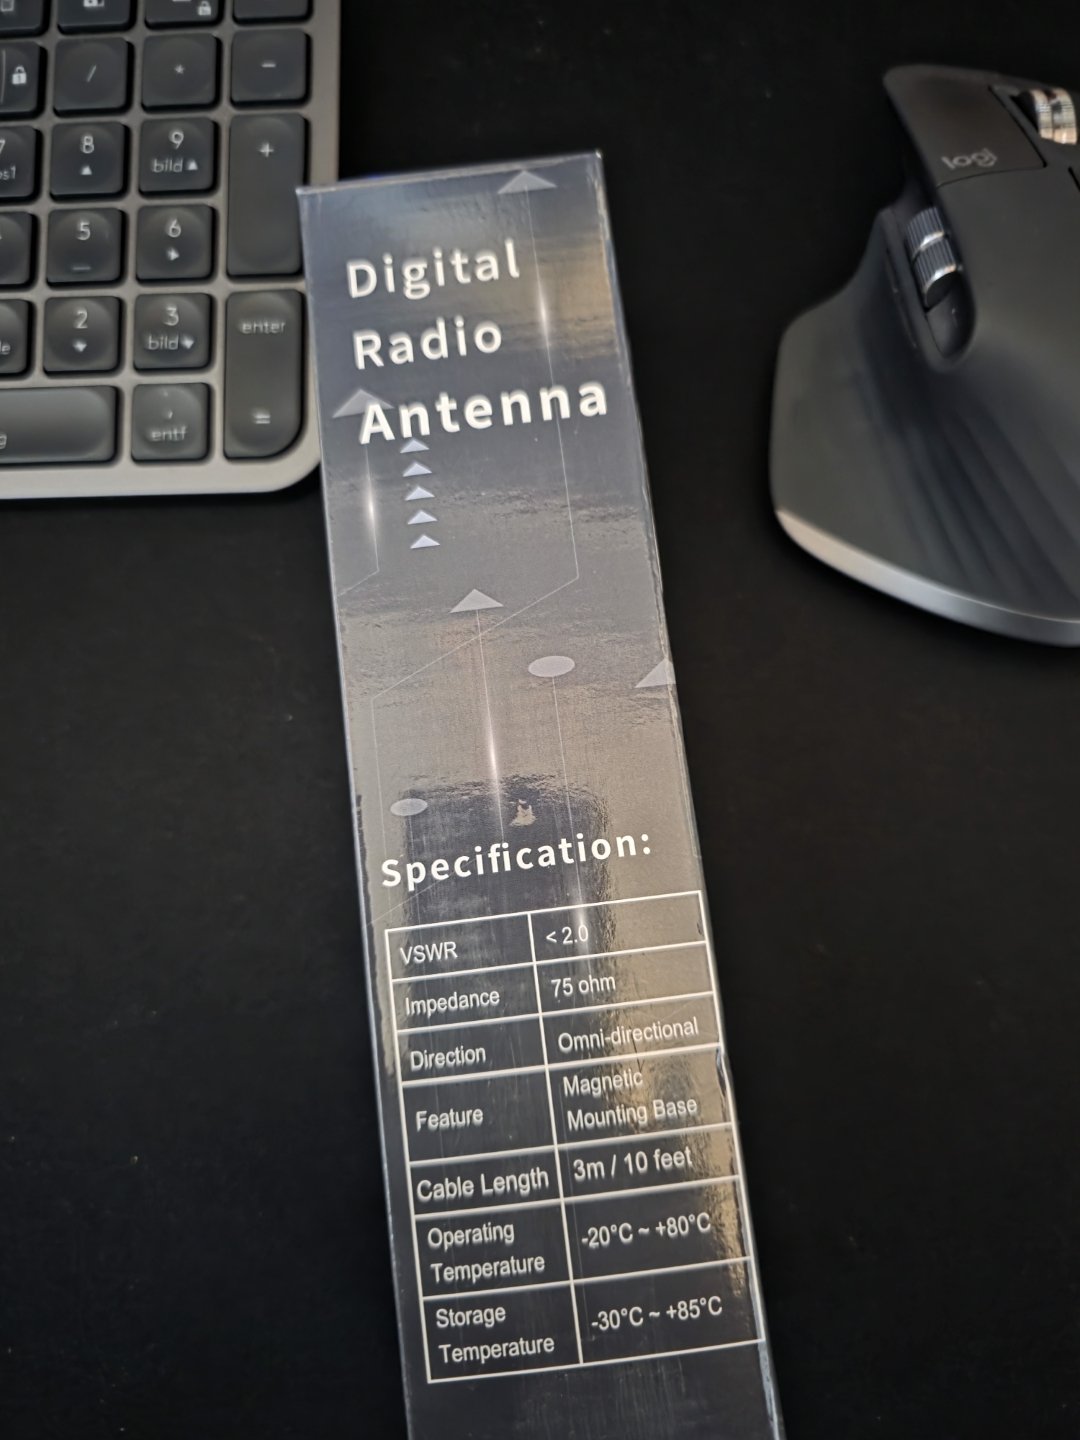 / * −
8 9 bild +
5 6
2 3 bild enter
, entf =
logi
Digital
Radio
Antenna
Specification:
VSWR < 2.0
Impedance 75 ohm
Direction Omni-directional
Feature Magnetic
Mounting Base
Cable Length 3m / 10 feet
Operating
Temperature -20°C ~ +80°C
Storage
Temperature -30°C ~ +85°C